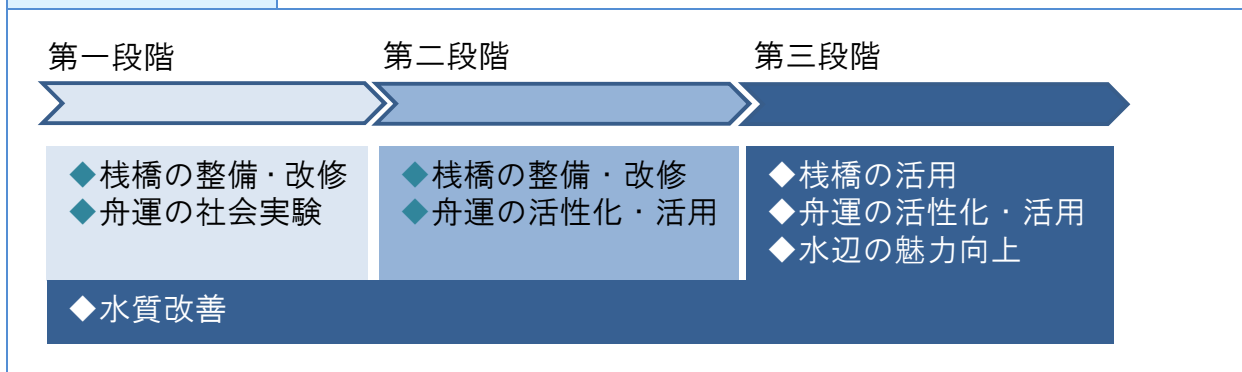 第一段階
第二段階
第三段階
◆桟橋の整備・改修
◆舟運の社会実験
◆桟橋の整備・改修
◆舟運の活性化・活用
◆桟橋の活用
◆舟運の活性化・活用
◆水辺の魅力向上
◆水質改善